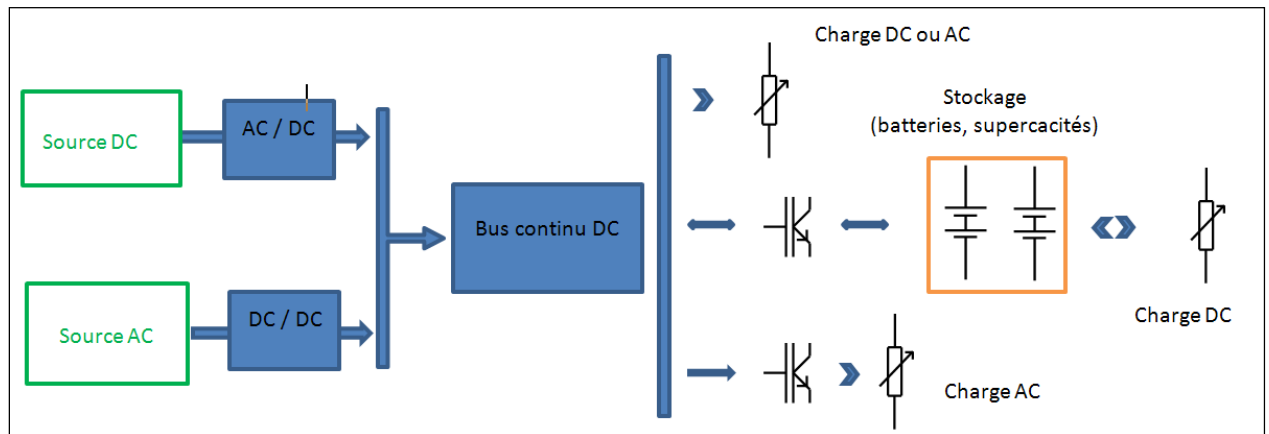 Charge DC ou AC
Source DC
AC / DC
Stockage
(batteries, supercacités)
Bus continu DC
Source AC
DC / DC
Charge DC
Charge AC